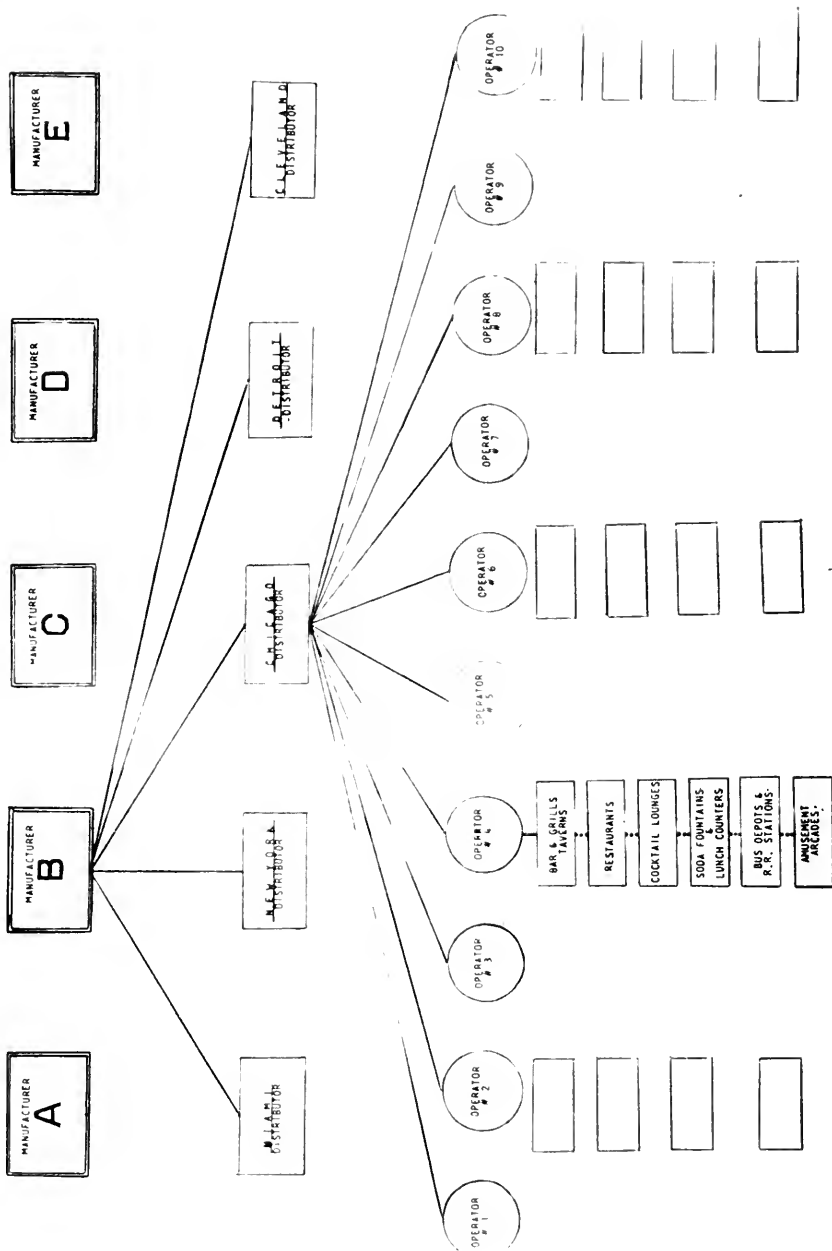 MANUFACTURER
A
MANUFACTURER
B
MANUFACTURER
C
MANUFACTURER
D
MANUFACTURER
E
MIAMI
DISTRIBUTOR
NEW YORK
DISTRIBUTOR
CHICAGO
DISTRIBUTOR
DETROIT
DISTRIBUTOR
CLEVELAND
DISTRIBUTOR
OPERATOR
# 1
OPERATOR
# 2
OPERATOR
# 3
OPERATOR
# 4
OPERATOR
# 5
OPERATOR
# 6
OPERATOR
# 7
OPERATOR
# 8
OPERATOR
# 9
OPERATOR
# 10
BAR & GRILLS
TAVERNS
RESTAURANTS
COCKTAIL LOUNGES
SODA FOUNTAINS
&
LUNCH COUNTERS
BUS DEPOTS &
R.R. STATIONS.
AMUSEMENT
ARCADES.